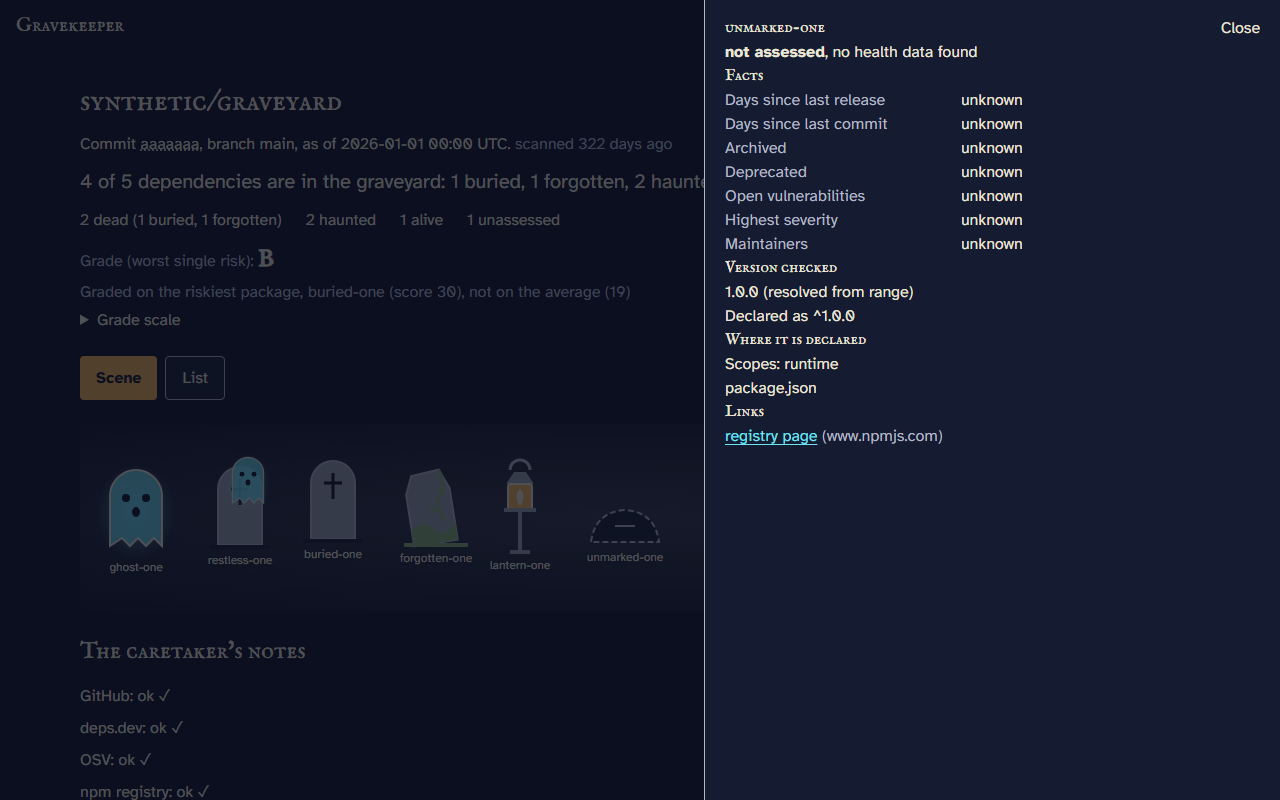 Gravekeeper
synthetic/graveyard
Commit aaaaaaa, branch main, as of 2026-01-01 00:00 UTC. scanned 322 days ago
4 of 5 dependencies are in the graveyard: 1 buried, 1 forgotten, 2 haunte
2 dead (1 buried, 1 forgotten) 2 haunted 1 alive 1 unassessed
Grade (worst single risk): B
Graded on the riskiest package, buried-one (score 30), not on the average (19)
Grade scale
Scene List
ghost-one restless-one buried-one forgotten-one lantern-one unmarked-one
The caretaker's notes
GitHub: ok ✓
deps.dev: ok ✓
OSV: ok ✓
npm registry: ok ✓
unmarked-one Close
not assessed, no health data found
Facts
Days since last release unknown
Days since last commit unknown
Archived unknown
Deprecated unknown
Open vulnerabilities unknown
Highest severity unknown
Maintainers unknown
Version checked
1.0.0 (resolved from range)
Declared as ^1.0.0
Where it is declared
Scopes: runtime
package.json
Links
registry page (www.npmjs.com)